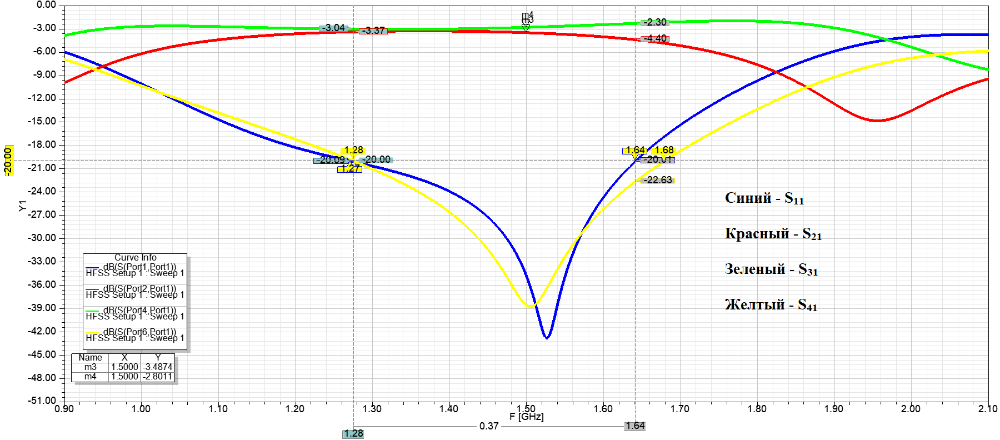 0.00
-3.00
-6.00
-9.00
-12.00
-15.00
-18.00
-21.00
-24.00
-27.00
-30.00
-33.00
-36.00
-39.00
-42.00
-45.00
-48.00
-51.00
-20.00
Y1
m4
m3
-3.04
-3.37
-2.30
-4.40
1.28
-20.09
-20.00
1.27
1.64
1.68
-20.01
-22.63
Синий - S₁₁
Красный - S₂₁
Зеленый - S₃₁
Желтый - S₄₁
Curve Info
dB(S(Port1,Port1))
HFSS Setup 1 : Sweep 1
dB(S(Port2,Port1))
HFSS Setup 1 : Sweep 1
dB(S(Port4,Port1))
HFSS Setup 1 : Sweep 1
dB(S(Port6,Port1))
HFSS Setup 1 : Sweep 1
Name X Y
m3 1.5000 -3.4874
m4 1.5000 -2.8011
0.90 1.00 1.10 1.20 1.30 1.40 1.50 1.60 1.70 1.80 1.90 2.00 2.10
F [GHz]
0.37
1.28
1.64